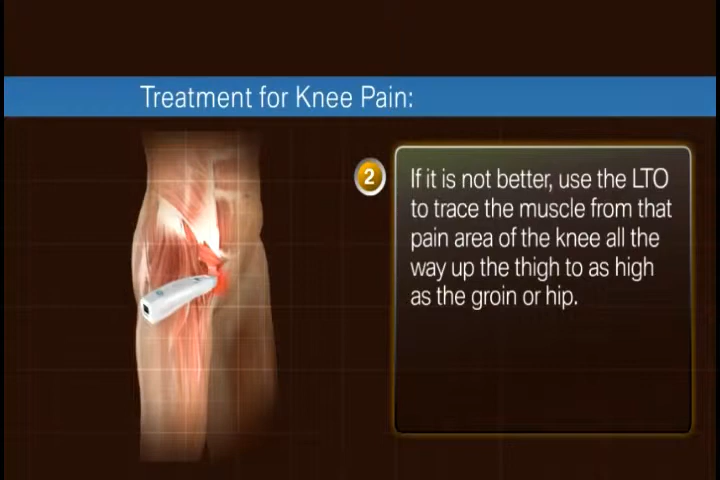 Treatment for Knee Pain:
2
If it is not better, use the LTO
to trace the muscle from that
pain area of the knee all the
way up the thigh to as high
as the groin or hip.